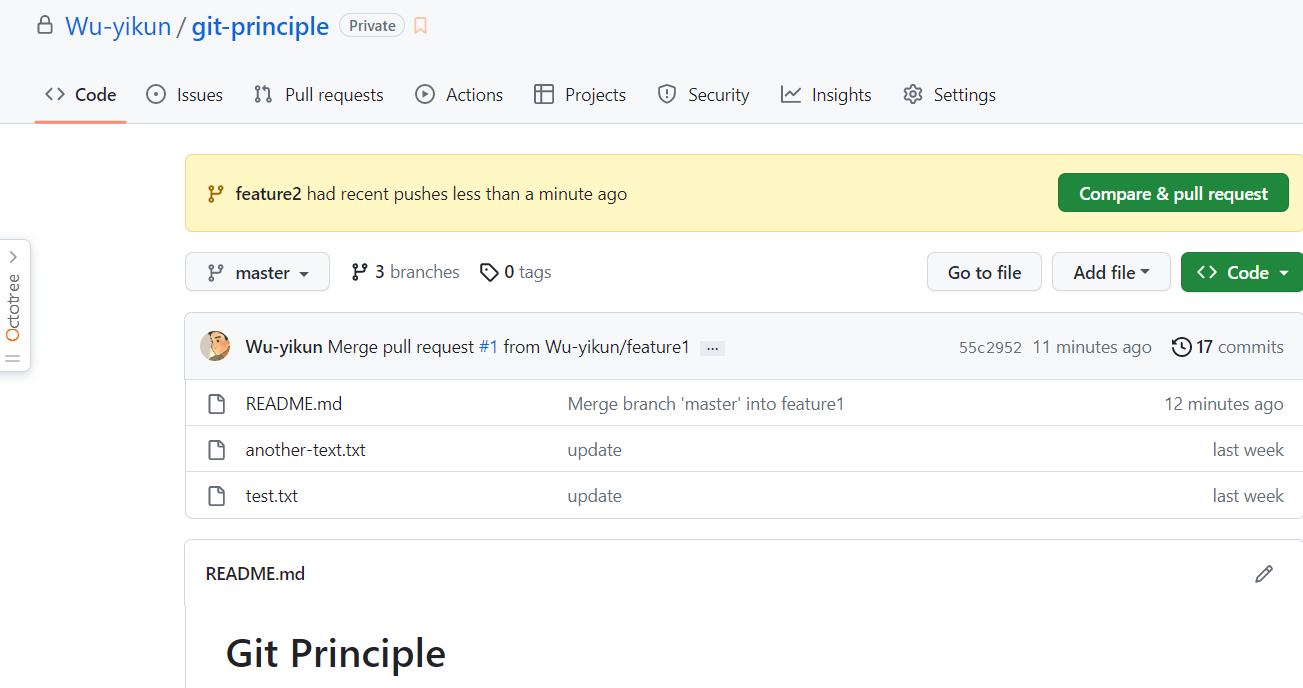 Wu-yikun / git-principle Private
Code Issues Pull requests Actions Projects Security Insights Settings
feature2 had recent pushes less than a minute ago Compare & pull request
Octotree
master 3 branches 0 tags Go to file Add file Code
Wu-yikun Merge pull request #1 from Wu-yikun/feature1 ... 55c2952 11 minutes ago 17 commits
README.md Merge branch 'master' into feature1 12 minutes ago
another-text.txt update last week
test.txt update last week
README.md
Git Principle